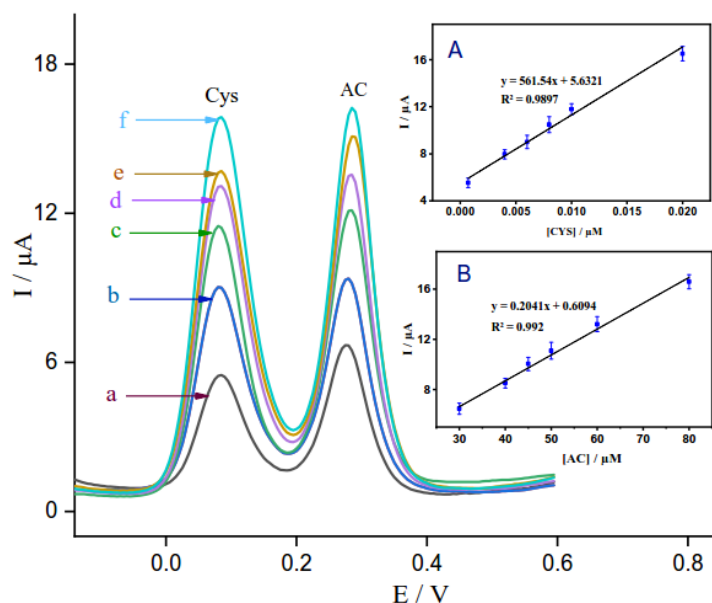 18
12
6
0
I / µA
0.0 0.2 0.4 0.6 0.8
E / V
Cys
AC
f
e
d
c
b
a
A
y = 561.54x + 5.6321
R² = 0.9897
16
12
8
4
I / µA
0.000 0.005 0.010 0.015 0.020
[CYS] / µM
B
y = 0.2041x + 0.6094
R² = 0.992
16
12
8
I / µA
30 40 50 60 70 80
[AC] / µM